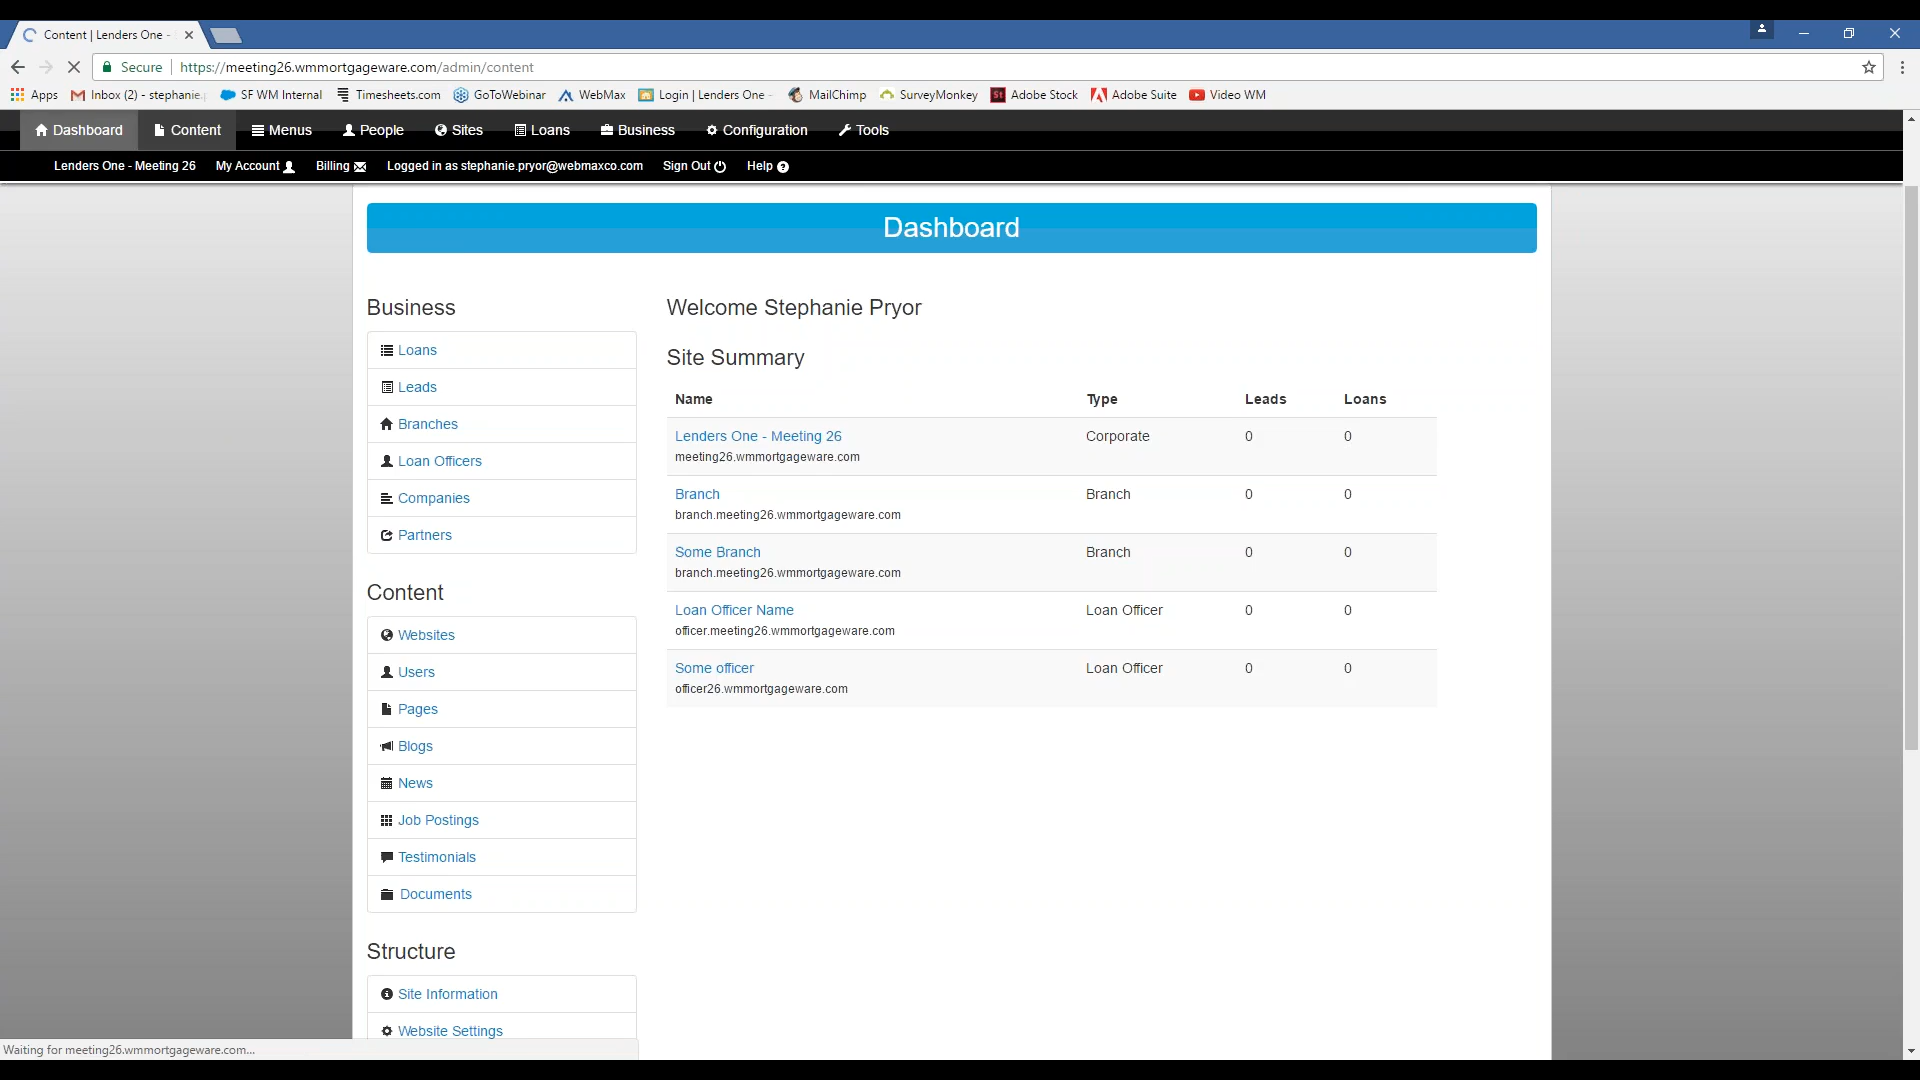 Content | Lenders One -
Secure https://meeting26.wmmortgageware.com/admin/content
Apps Inbox (2) - stephanie. SF WM Internal Timesheets.com GoToWebinar WebMax Login | Lenders One - MailChimp SurveyMonkey Adobe Stock Adobe Suite Video WM
Dashboard Content Menus People Sites Loans Business Configuration Tools
Lenders One - Meeting 26 My Account Billing Logged in as stephanie.pryor@webmaxco.com Sign Out Help
Dashboard
Business
Loans
Leads
Branches
Loan Officers
Companies
Partners
Content
Websites
Users
Pages
Blogs
News
Job Postings
Testimonials
Documents
Structure
Site Information
Website Settings
Welcome Stephanie Pryor
Site Summary
Name Type Leads Loans
Lenders One - Meeting 26 Corporate 0 0
meeting26.wmmortgageware.com
Branch Branch 0 0
branch.meeting26.wmmortgageware.com
Some Branch Branch 0 0
branch.meeting26.wmmortgageware.com
Loan Officer Name Loan Officer 0 0
officer.meeting26.wmmortgageware.com
Some officer Loan Officer 0 0
officer26.wmmortgageware.com
Waiting for meeting26.wmmortgageware.com...